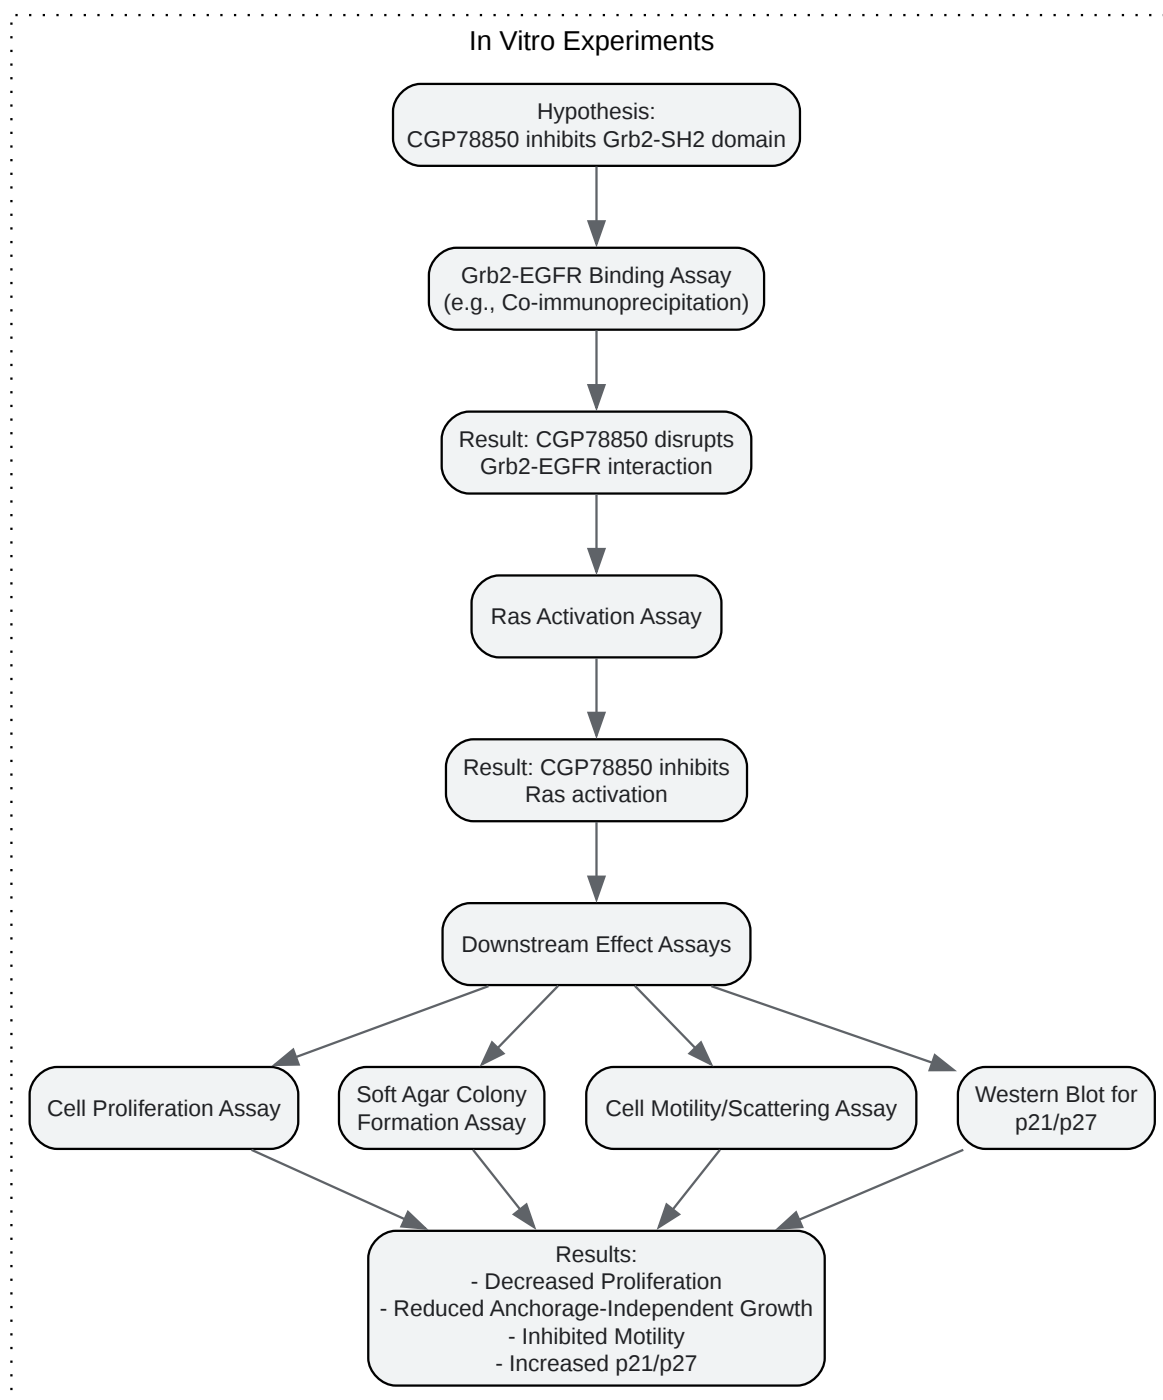 In Vitro Experiments
Hypothesis:
CGP78850 inhibits Grb2-SH2 domain
Grb2-EGFR Binding Assay
(e.g., Co-immunoprecipitation)
Result: CGP78850 disrupts
Grb2-EGFR interaction
Ras Activation Assay
Result: CGP78850 inhibits
Ras activation
Downstream Effect Assays
Cell Proliferation Assay
Soft Agar Colony
Formation Assay
Cell Motility/Scattering Assay
Western Blot for
p21/p27
Results:
- Decreased Proliferation
- Reduced Anchorage-Independent Growth
- Inhibited Motility
- Increased p21/p27